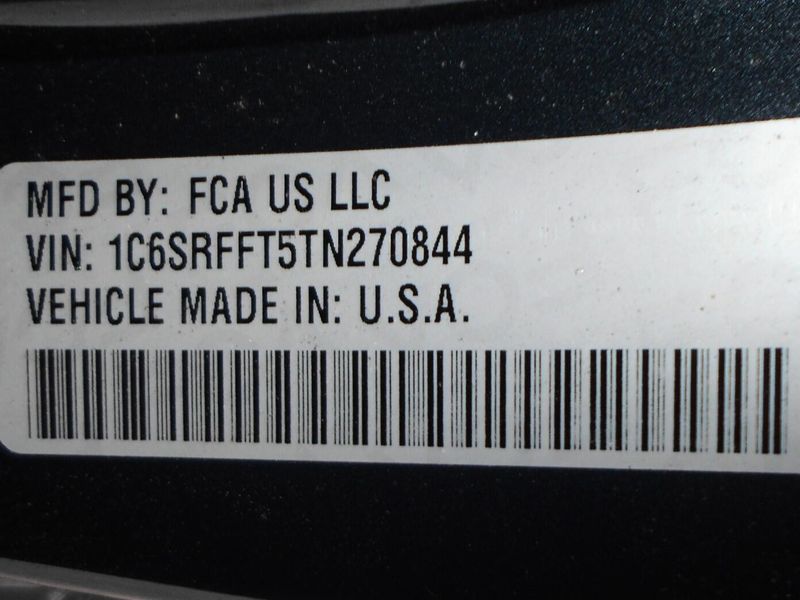 MFD BY: FCA US LLC
VIN: 1C6SRFFT5TN270844
VEHICLE MADE IN: U.S.A.